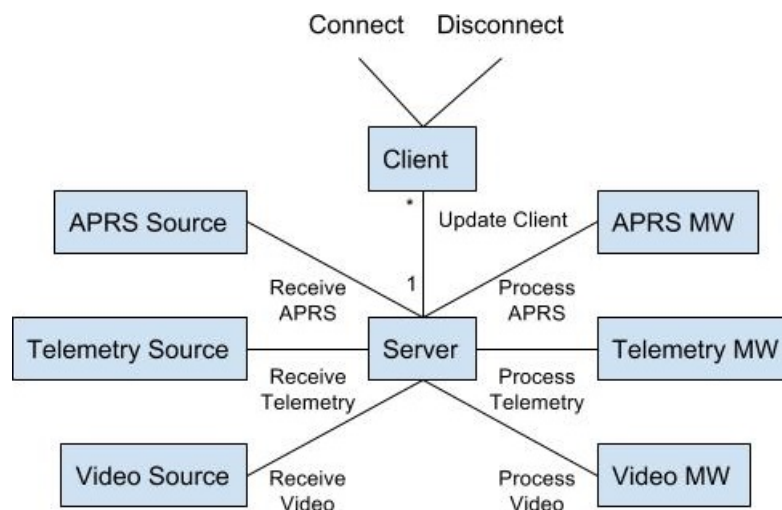 Connect
Disconnect
Client
*
Update Client
APRS Source
APRS MW
1
Receive
APRS
Process
APRS
Telemetry Source
Server
Telemetry MW
Receive
Telemetry
Process
Telemetry
Video Source
Video MW
Receive
Video
Process
Video